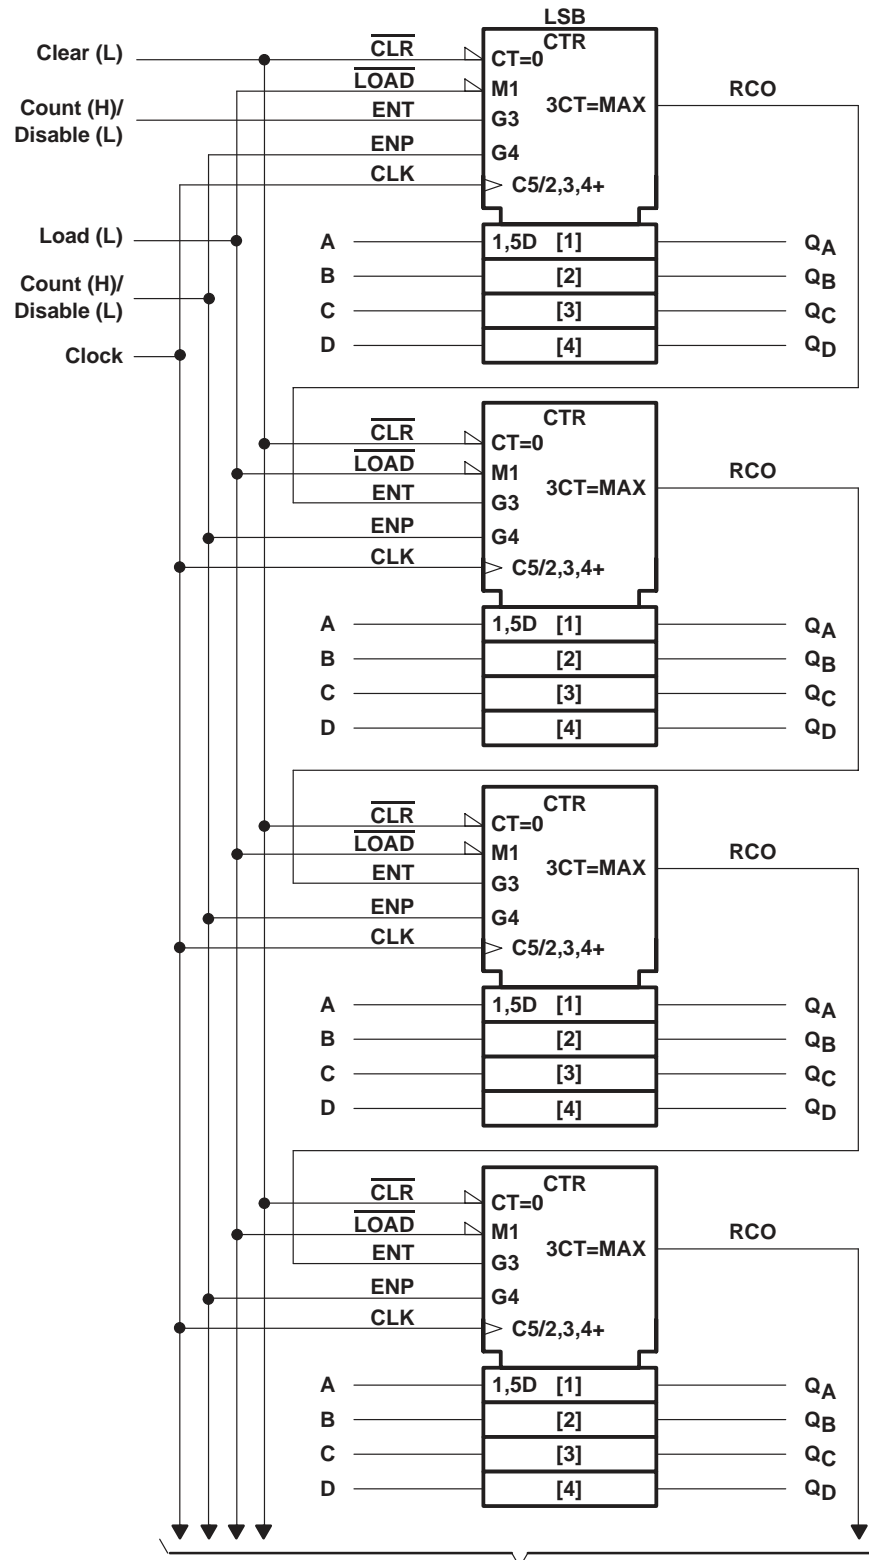 LSB
CTR
Clear (L)
CLR
CT=0
LOAD
M1
3CT=MAX
RCO
Count (H)/
Disable (L)
ENT
G3
ENP
G4
CLK
C5/2,3,4+
Load (L)
A
1,5D [1]
QA
Count (H)/
Disable (L)
B
[2]
QB
C
[3]
QC
Clock
D
[4]
QD
CTR
CLR
CT=0
LOAD
M1
3CT=MAX
RCO
ENT
G3
ENP
G4
CLK
C5/2,3,4+
A
1,5D [1]
QA
B
[2]
QB
C
[3]
QC
D
[4]
QD
CTR
CLR
CT=0
LOAD
M1
3CT=MAX
RCO
ENT
G3
ENP
G4
CLK
C5/2,3,4+
A
1,5D [1]
QA
B
[2]
QB
C
[3]
QC
D
[4]
QD
CTR
CLR
CT=0
LOAD
M1
3CT=MAX
RCO
ENT
G3
ENP
G4
CLK
C5/2,3,4+
A
1,5D [1]
QA
B
[2]
QB
C
[3]
QC
D
[4]
QD